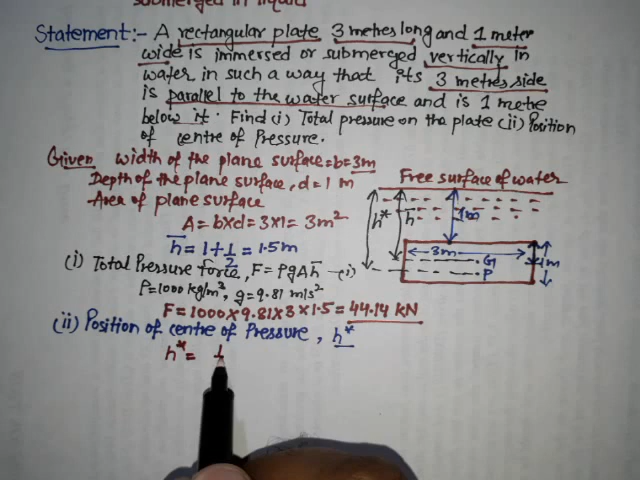 submerged in liquid
Statement:- A rectangular plate 3 metres long and 1 meter
wide is immersed or submerged vertically in
water in such a way that its 3 metres side
is parallel to the water surface and is 1 metre
below it. Find (i) Total pressure on the plate (ii) Position
of centre of Pressure.
Given width of the plane surface=b=3m
Depth of the plane surface, d=1 m
Area of plane surface
A=b×d=3×1=3m²
h̄=1+1/2=1.5m
(i) Total Pressure force, F=ρgAh̄ -(i)
ρ=1000 kg/m³, g=9.81 m/s²
F=1000×9.81×3×1.5=44.14 KN
(ii) Position of centre of Pressure, h*
h*=
Free surface of water
h*
h̄
1m
3m
G
P
1m